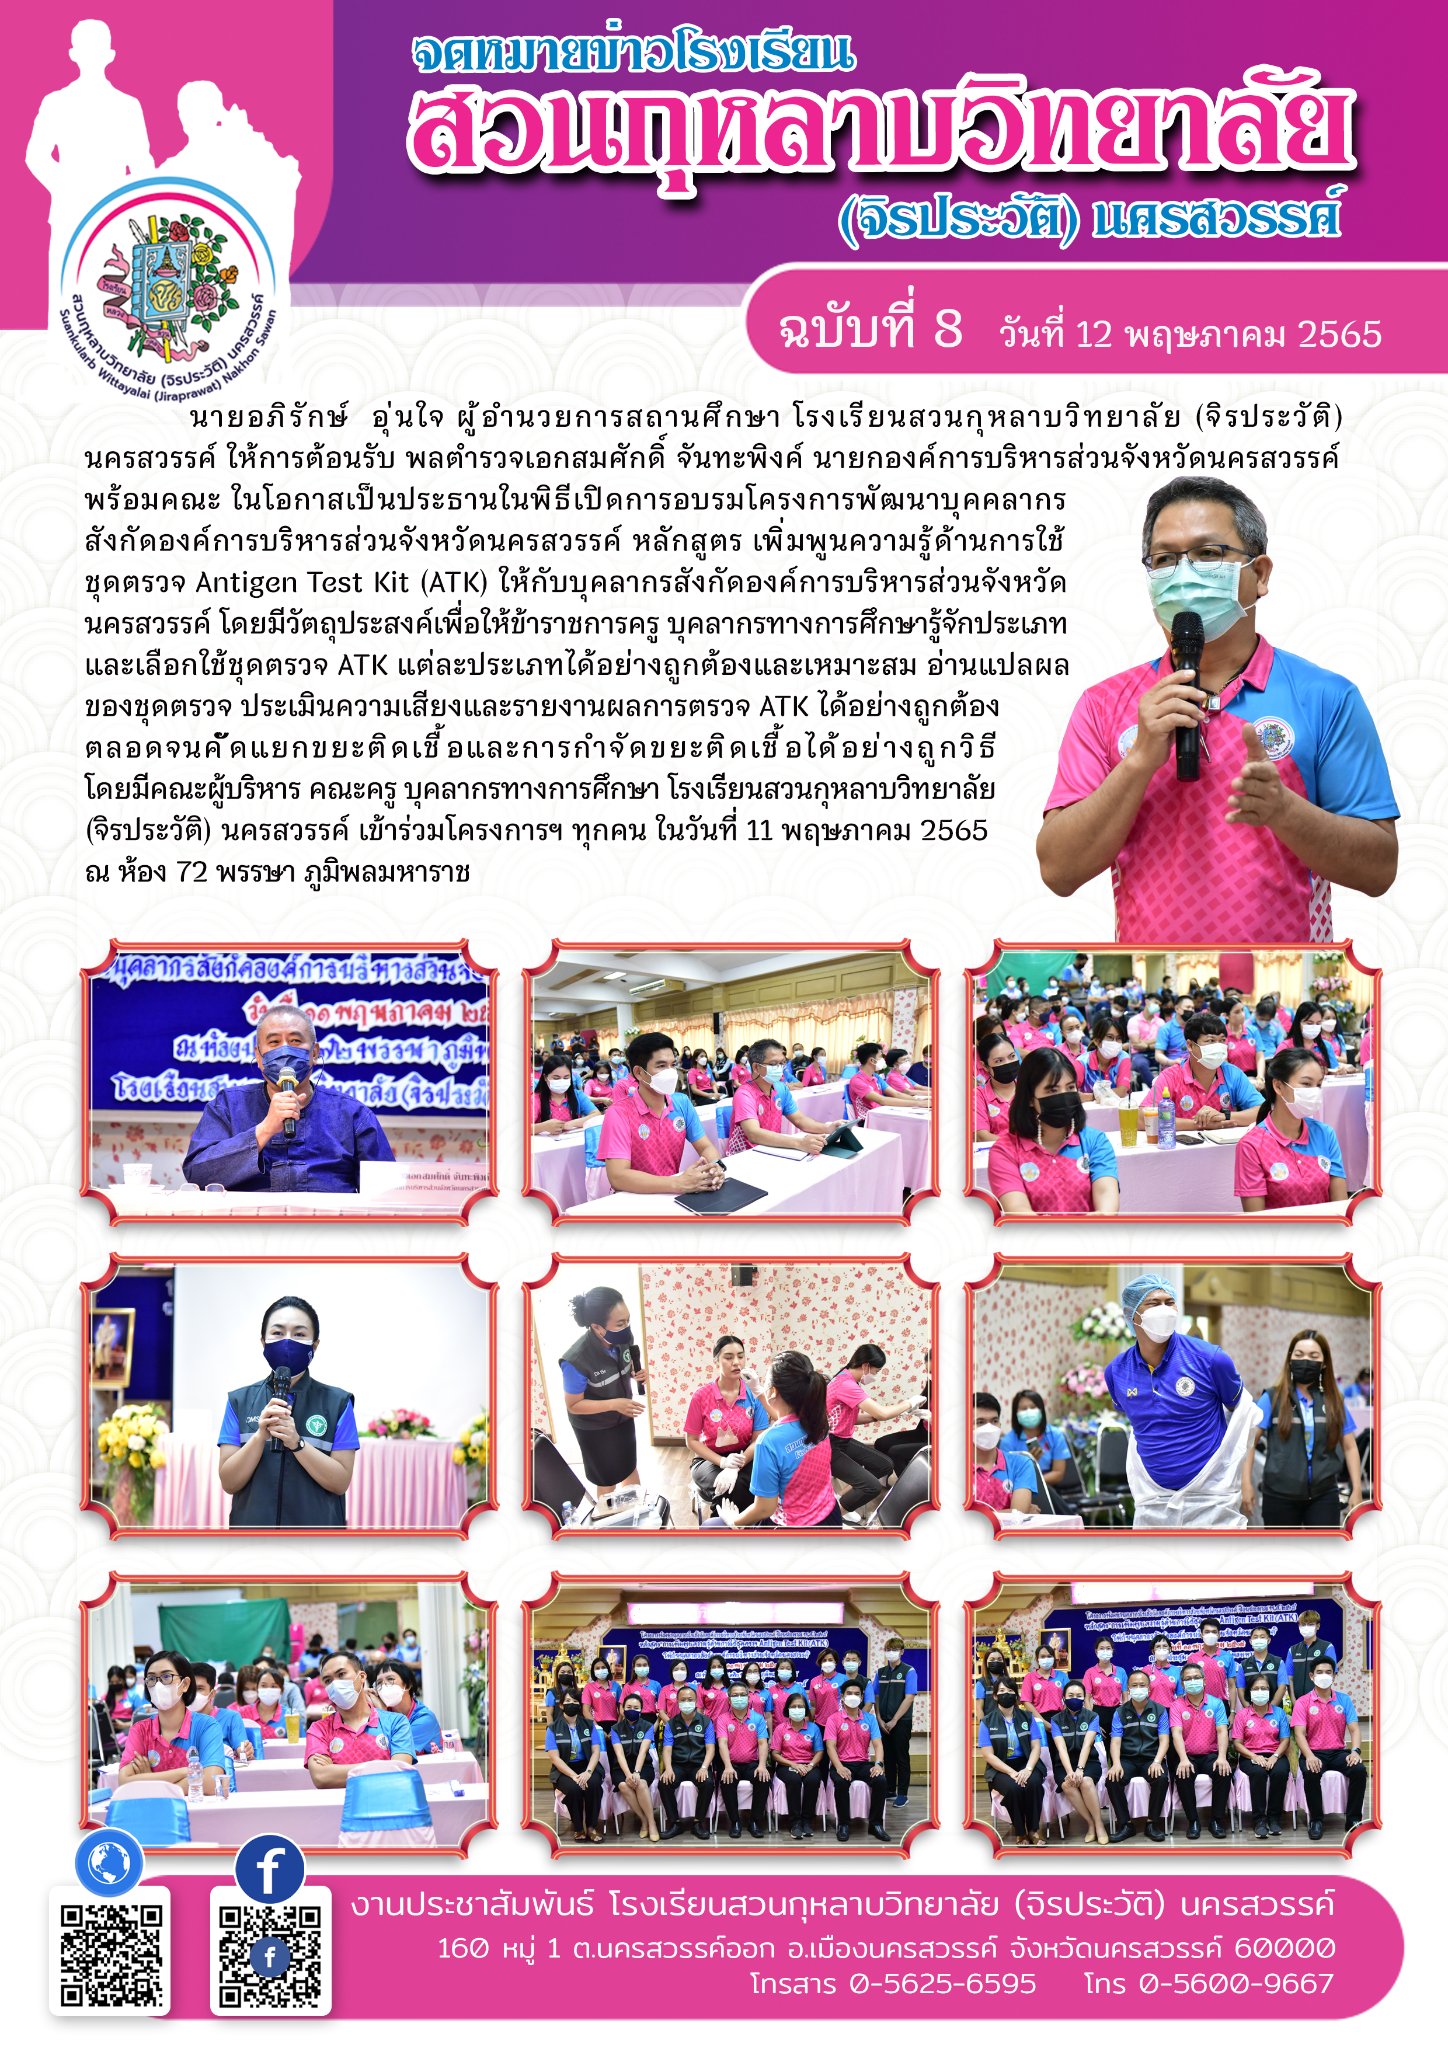 จดหมายข่าวโรงเรียน
สวนกุหลาบวิทยาลัย
(จิรประวัติ) นครสวรรค์
ฉบับที่ 8 วันที่ 12 พฤษภาคม 2565
สวนกุหลาบวิทยาลัย (จิรประวัติ) นครสวรรค์
Suankularb Wittayalai (Jiraprawat) Nakhon Sawan
นายอภิรักษ์ อุ่นใจ ผู้อำนวยการสถานศึกษา โรงเรียนสวนกุหลาบวิทยาลัย (จิรประวัติ)
นครสวรรค์ ให้การต้อนรับ พลตำรวจเอกสมศักดิ์ จันทะพิงค์ นายกองค์การบริหารส่วนจังหวัดนครสวรรค์
พร้อมคณะ ในโอกาสเป็นประธานในพิธีเปิดการอบรมโครงการพัฒนาบุคคลากร
สังกัดองค์การบริหารส่วนจังหวัดนครสวรรค์ หลักสูตร เพิ่มพูนความรู้ด้านการใช้
ชุดตรวจ Antigen Test Kit (ATK) ให้กับบุคลากรสังกัดองค์การบริหารส่วนจังหวัด
นครสวรรค์ โดยมีวัตถุประสงค์เพื่อให้ข้าราชการครู บุคลากรทางการศึกษารู้จักประเภท
และเลือกใช้ชุดตรวจ ATK แต่ละประเภทได้อย่างถูกต้องและเหมาะสม อ่านแปลผล
ของชุดตรวจ ประเมินความเสียงและรายงานผลการตรวจ ATK ได้อย่างถูกต้อง
ตลอดจนคััดแยกขยะติดเชื้อและการกำจัดขยะติดเชื้อได้อย่างถูกวิธี
โดยมีคณะผู้บริหาร คณะครู บุคลากรทางการศึกษา โรงเรียนสวนกุหลาบวิทยาลัย
(จิรประวัติ) นครสวรรค์ เข้าร่วมโครงการฯ ทุกคน ในวันที่ 11 พฤษภาคม 2565
ณ ห้อง 72 พรรษา ภูมิพลมหาราช
บุคลากรสังกัดองค์การบริหารส่วนจัง
๑๑ พฤษภาคม
พรรษาภูมิ
งานประชาสัมพันธ์ โรงเรียนสวนกุหลาบวิทยาลัย (จิรประวัติ) นครสวรรค์
160 หมู่ 1 ต.นครสวรรค์ออก อ.เมืองนครสวรรค์ จังหวัดนครสวรรค์ 60000
โทรสาร 0-5625-6595 โทร 0-5600-9667